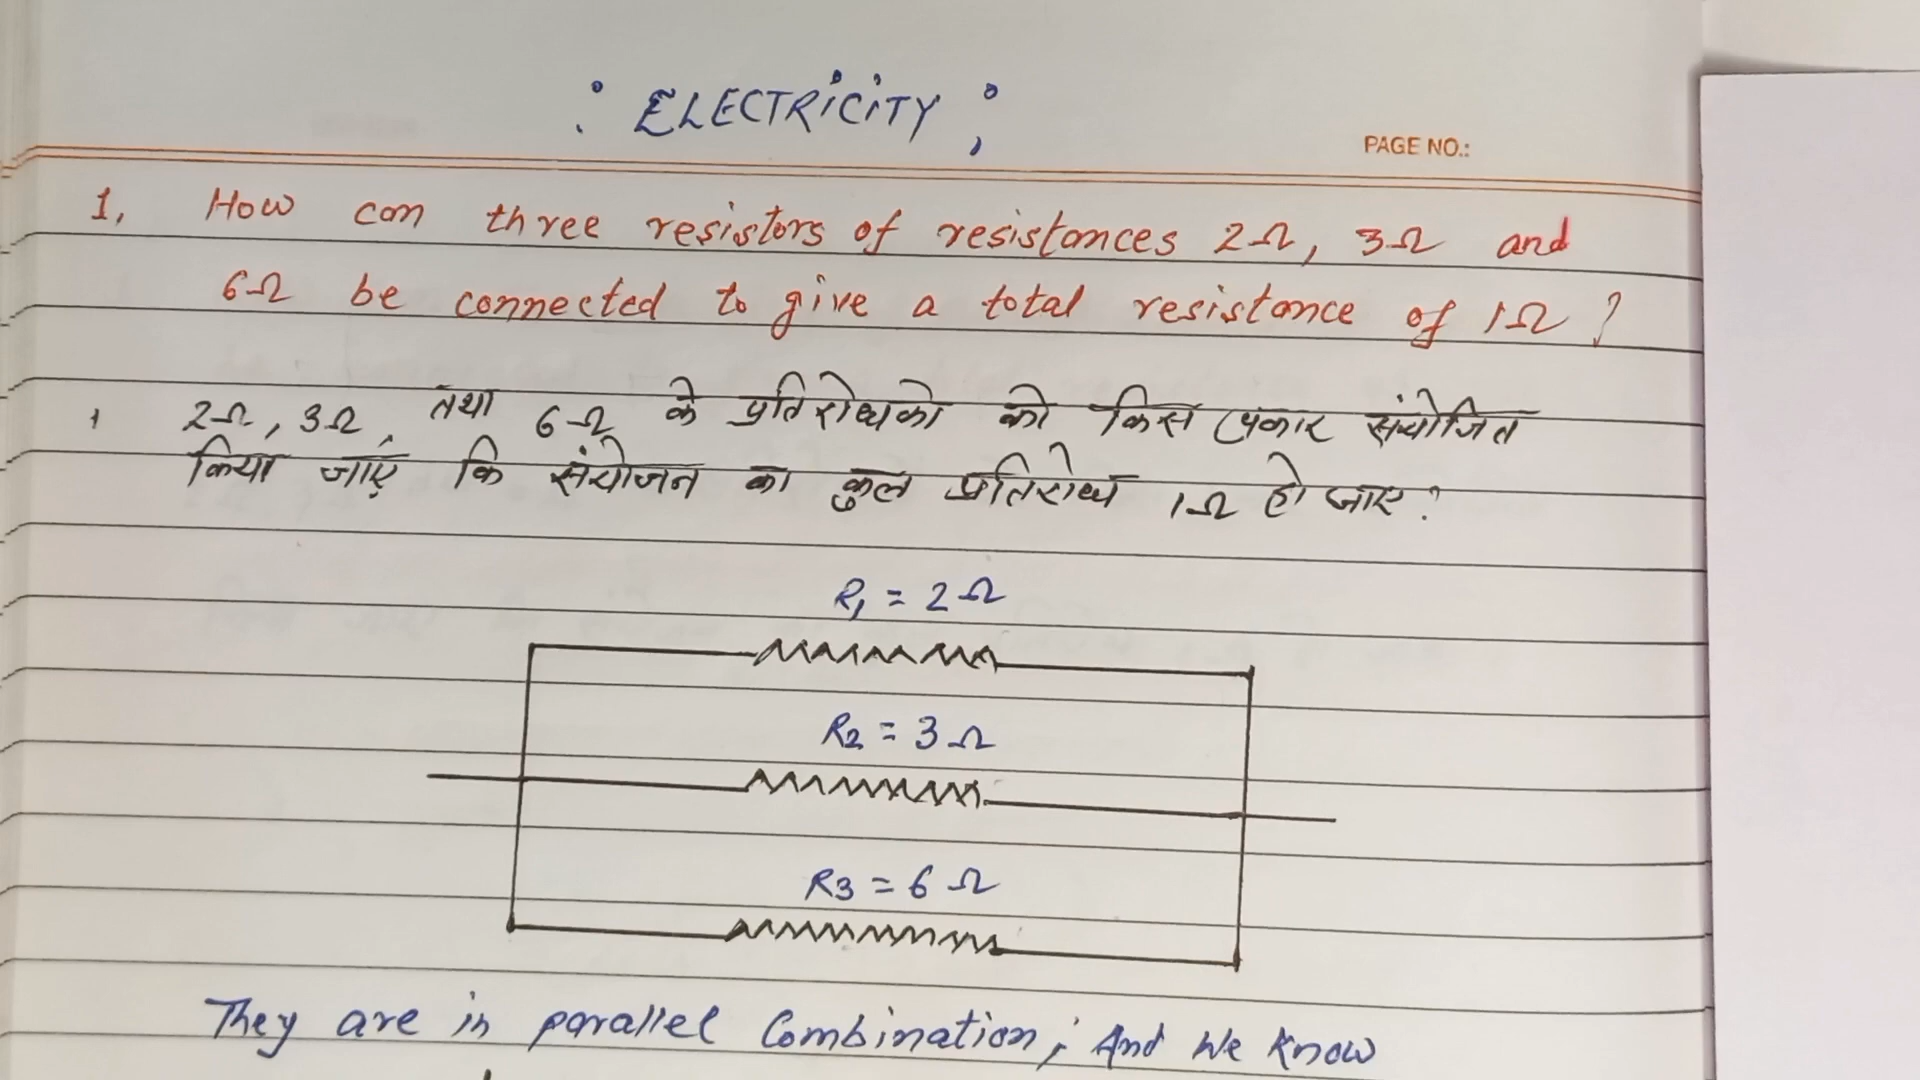 : ELECTRICITY ;
PAGE NO.:
1, How can three resistors of resistances 2Ω, 3Ω and
6Ω be connected to give a total resistance of 1Ω ?
1 2Ω, 3Ω, तथा 6Ω के प्रतिरोधको को किस प्रकार संयोजित
किया जाए कि संयोजन का कुल प्रतिरोध 1Ω हो जाए ?
R1 = 2Ω
R2 = 3Ω
R3 = 6Ω
They are in parallel Combination; And We Know